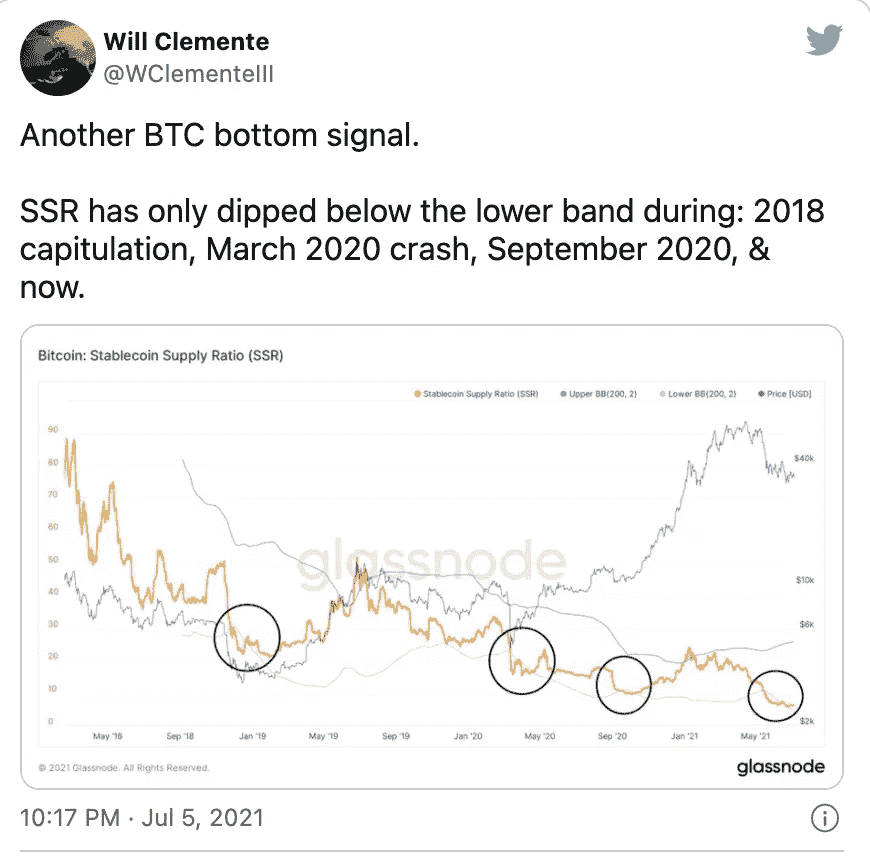 Will Clemente
@WClementeIII
Another BTC bottom signal.
SSR has only dipped below the lower band during: 2018
capitulation, March 2020 crash, September 2020, &
now.
Bitcoin: Stablecoin Supply Ratio (SSR)
Stablecoin Supply Ratio (SSR) Upper BB(200, 2) Lower BB(200, 2) Price [USD]
90
80
70
60
50
40
30
20
10
0
$40k
$10k
$6k
$2k
glassnode
May '18 Sep '18 Jan '19 May '19 Sep '19 Jan '20 May '20 Sep '20 Jan '21 May '21
© 2021 Glassnode. All Rights Reserved.
glassnode
10:17 PM · Jul 5, 2021